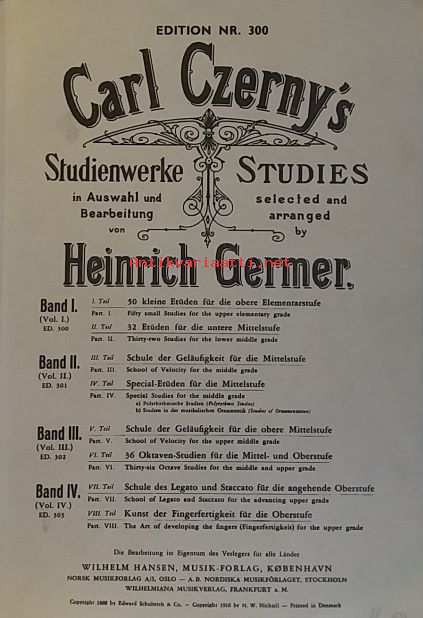 EDITION NR. 300
Carl Czerny's
Studienwerke STUDIES
in Auswahl und selected and
Bearbeitung arranged
von by
Antikvariaatti.net
Heinrich Germer.
Band I. I. Teil 50 kleine Etüden für die obere Elementarstufe
(Vol. I.) Part. I Fifty small Studies for the upper elementary grade
ED. 300 II. Teil 32 Etüden für die untere Mittelstufe
Part. II. Thirty-two Studies for the lower middle grade
Band II. III. Teil Schule der Geläufigkeit für die Mittelstufe
(Vol. II.) Part. III. School of Velocity for the middle grade
ED. 301 IV. Teil Special-Etüden für die Mittelstufe
Part. IV. Special Studies for the middle grade
a) Polyrhythmische Studien (Polyrythmic Studies)
b) Studien in der musikalischen Ornamentik (Studies of Ornamentation)
Band III. V. Teil Schule der Geläufigkeit für die obere Mittelstufe
(Vol. III.) Part. V. School of Velocity for the upper middle grade
ED. 302 VI. Teil 36 Oktaven-Studien für die Mittel- und Oberstufe
Part. VI. Thirty-six Octave Studies for the middle and upper grade
Band IV. VII. Teil Schule des Legato und Staccato für die angehende Oberstufe
(Vol. IV.) Part. VII. School of Legato and Staccato for the advancing upper grade
ED. 303 VIII. Teil Kunst der Fingerfertigkeit für die Oberstufe
Part. VIII. The Art of developing the fingers (Fingerfertigkeit) for the upper grade
Die Bearbeitung ist Eigentum des Verlegers für alle Länder
WILHELM HANSEN, MUSIK-FORLAG, KØBENHAVN
NORSK MUSIKFORLAG A/S, OSLO — A. B. NORDISKA MUSIKFÖRLAGET, STOCKHOLM
WILHELMIANA MUSIKVERLAG, FRANKFURT A. M.
Copyright 1888 by Edward Schuberth & Co. — Copyright 1916 by H. W. Nicholl — Printed in Denmark